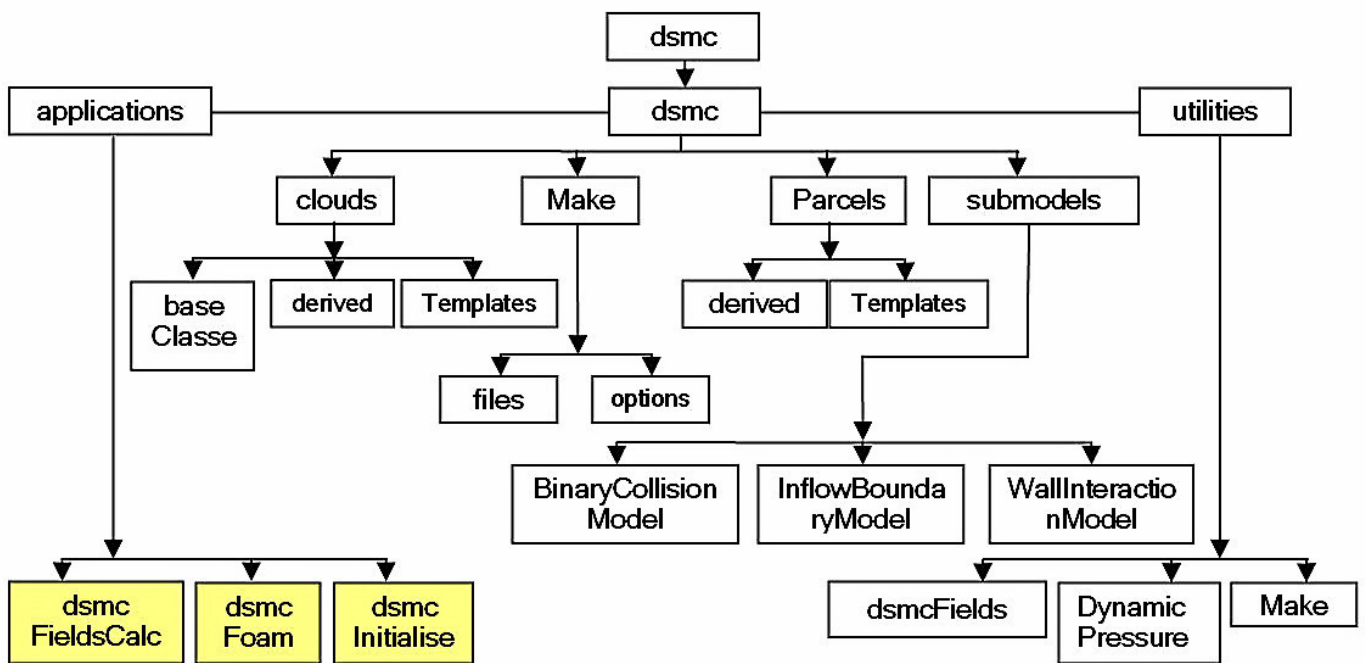 dsmc
applications
dsmc
utilities
clouds
Make
Parcels
submodels
base
Classe
derived
Templates
derived
Templates
files
options
BinaryCollision
Model
InflowBounda
ryModel
WallInteractio
nModel
dsmc
FieldsCalc
dsmc
Foam
dsmc
Initialise
dsmcFields
Dynamic
Pressure
Make